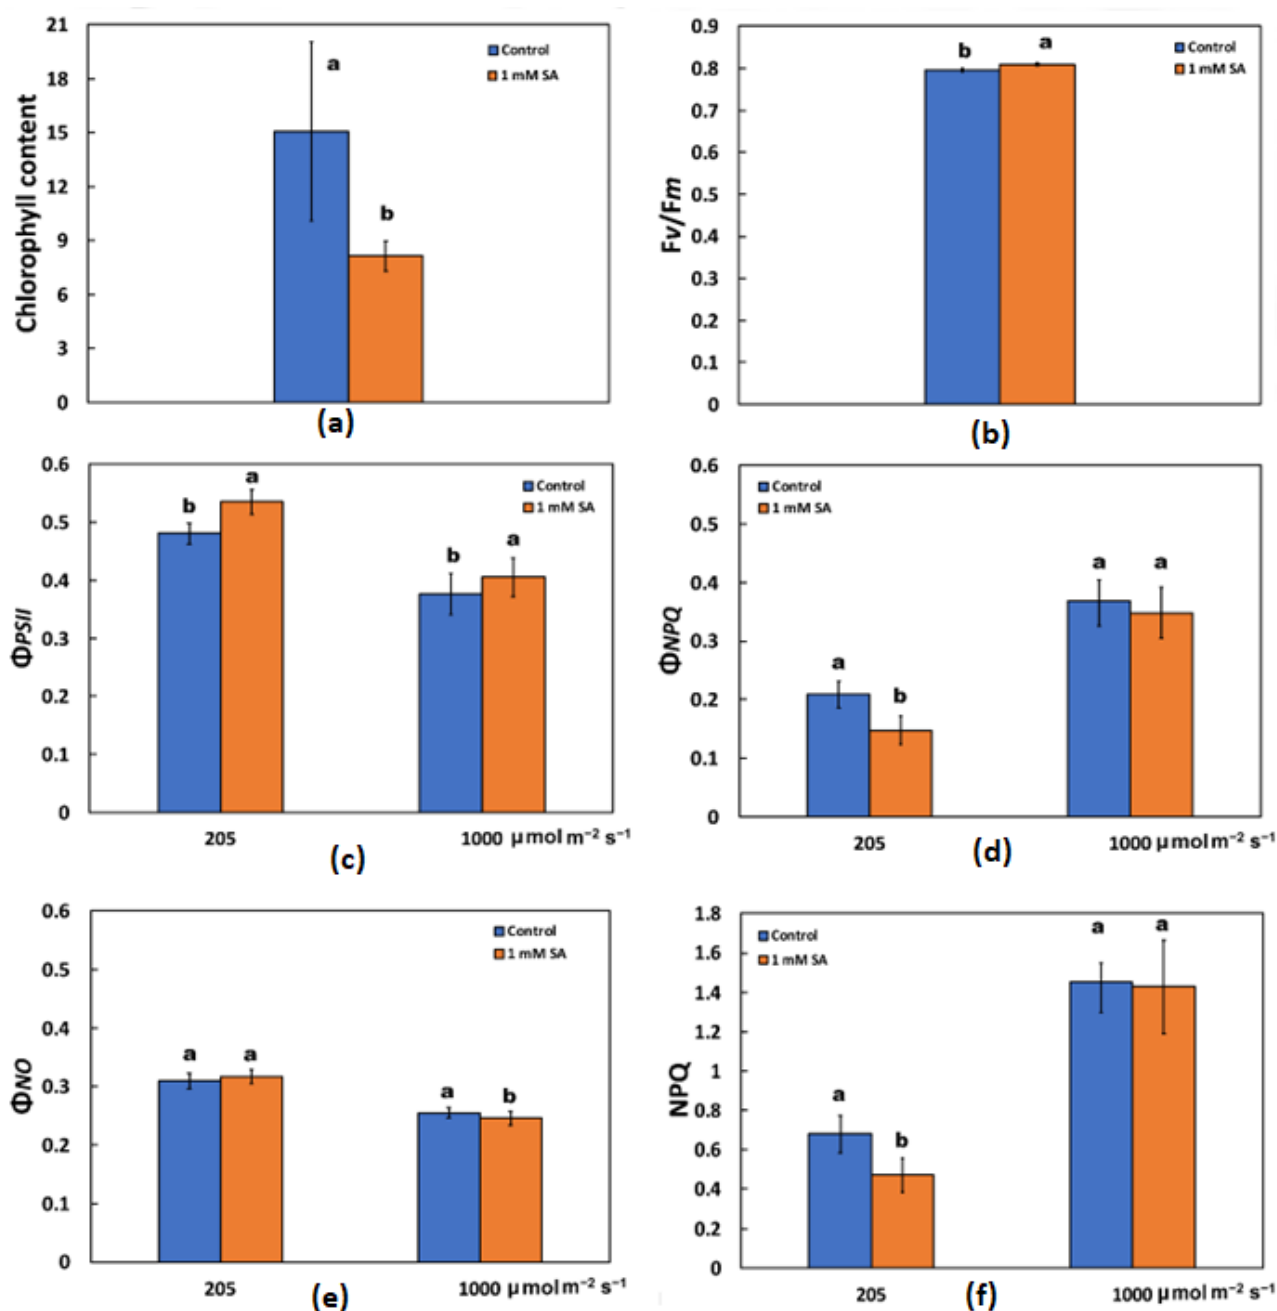 Chlorophyll content
21
18
15
12
9
6
3
0
Control
1 mM SA
a
b
(a)
Fv/Fm
0.9
0.8
0.7
0.6
0.5
0.4
0.3
0.2
0.1
0
Control
1 mM SA
b
a
(b)
ΦPSII
0.6
0.5
0.4
0.3
0.2
0.1
0
Control
1 mM SA
b
a
b
a
205
1000 µmol m⁻² s⁻¹
(c)
ΦNPQ
0.6
0.5
0.4
0.3
0.2
0.1
0
Control
1 mM SA
a
b
a
a
205
1000 µmol m⁻² s⁻¹
(d)
ΦNO
0.6
0.5
0.4
0.3
0.2
0.1
0
Control
1 mM SA
a
a
a
b
205
1000 µmol m⁻² s⁻¹
(e)
NPQ
1.8
1.6
1.4
1.2
1
0.8
0.6
0.4
0.2
0
Control
1 mM SA
a
b
a
a
205
1000 µmol m⁻² s⁻¹
(f)